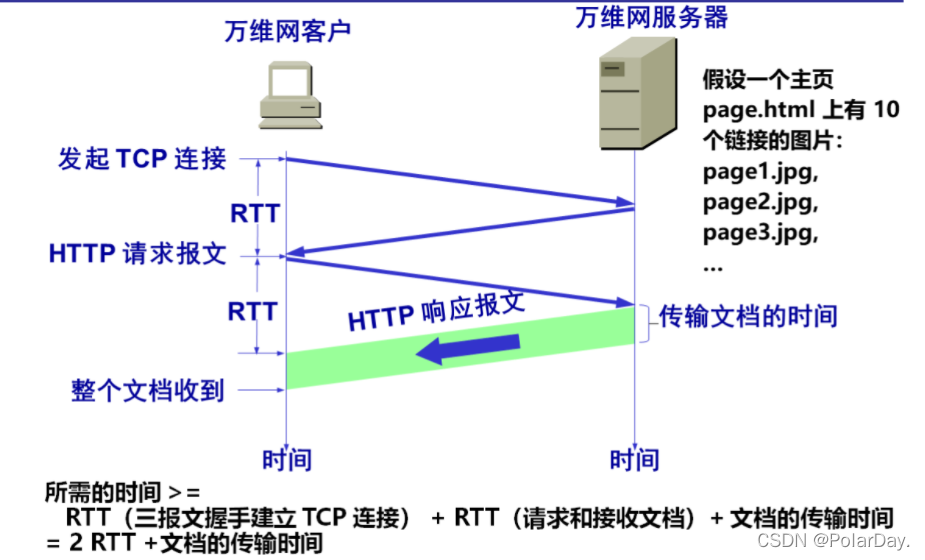 万维网客户
万维网服务器
假设一个主页
page.html 上有 10
个链接的图片：
page1.jpg,
page2.jpg,
page3.jpg,
...
发起 TCP 连接
RTT
HTTP 请求报文
RTT
HTTP 响应报文
传输文档的时间
整个文档收到
时间
时间
所需的时间 >=
RTT（三报文握手建立 TCP 连接） + RTT（请求和接收文档）+ 文档的传输时间
= 2 RTT +文档的传输时间
CSDN @PolarDay.